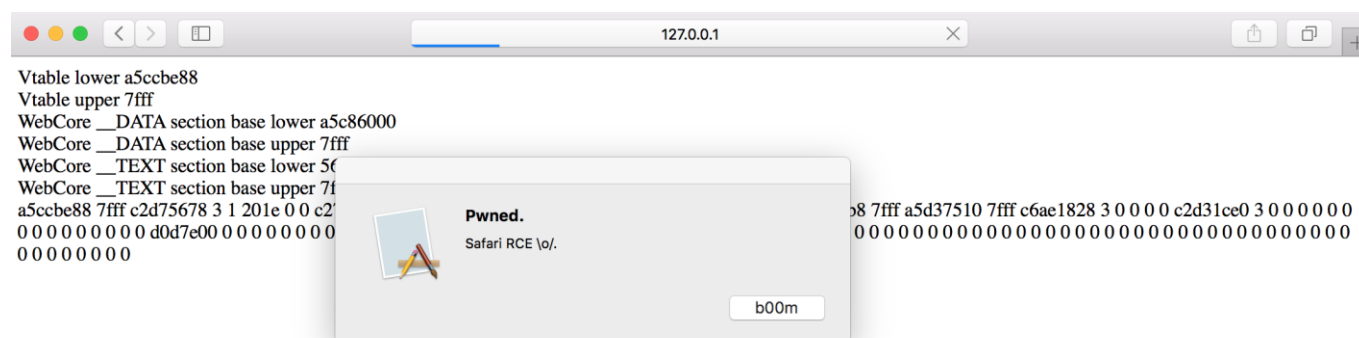 127.0.0.1
Vtable lower a5ccbe88
Vtable upper 7fff
WebCore __DATA section base lower a5c86000
WebCore __DATA section base upper 7fff
WebCore __TEXT section base lower
WebCore __TEXT section base upper
a5ccbe88 7fff c2d75678 3 1 201e 0 0 7fff a5d37510 7fff c6ae1828 3 0 0 0 0 c2d31ce0 3 0 0 0 0 0 0
0 0 0 0 0 0 0 0 0 d0d7e00 0 0 0 0 0 0 0 0 0 0 0 0 0 0 0 0 0 0 0 0 0 0 0 0 0 0 0 0 0 0 0 0 0 0 0 0 0 0 0
0 0 0 0 0 0 0 0
Pwned.
Safari RCE \o/.
b00m